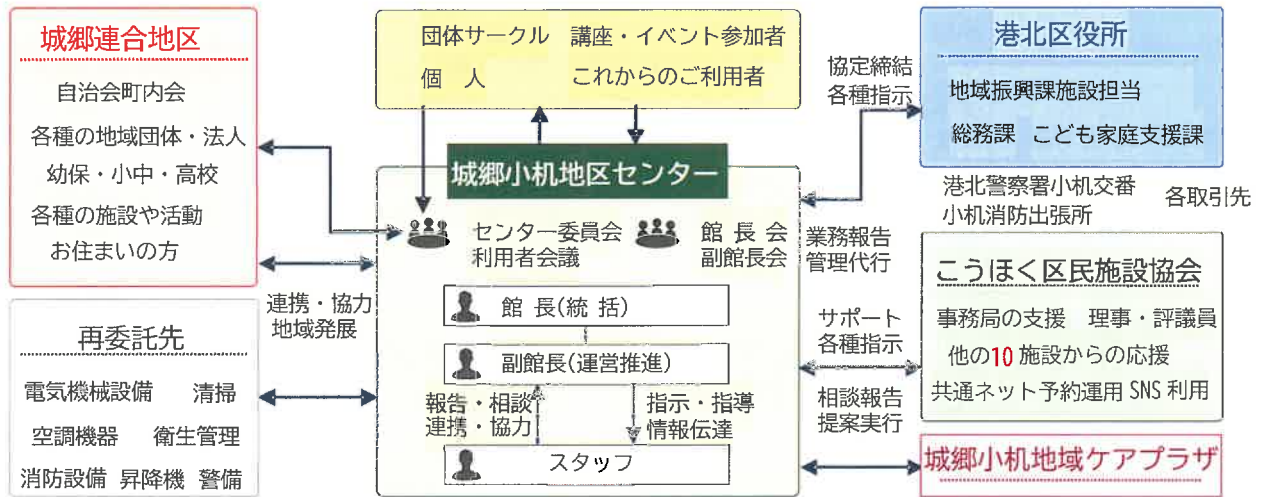 城郷連合地区
自治会町内会
各種の地域団体・法人
幼保・小中・高校
各種の施設や活動
お住まいの方
再委託先
電気機械設備 清掃
空調機器 衛生管理
消防設備 昇降機 警備
連携・協力
地域発展
団体サークル 講座・イベント参加者
個 人 これからのご利用者
城郷小机地区センター
センター委員会
利用者会議
館 長 会
副館長会
館 長(統 括)
副館長(運営推進)
報告・相談
連携・協力
指示・指導
情報伝達
スタッフ
協定締結
各種指示
業務報告
管理代行
サポート
各種指示
相談報告
提案実行
港北区役所
地域振興課施設担当
総務課 こども家庭支援課
港北警察署小机交番
小机消防出張所
各取引先
こうほく区民施設協会
事務局の支援 理事・評議員
他の10施設からの応援
共通ネット予約運用 SNS 利用
城郷小机地域ケアプラザ